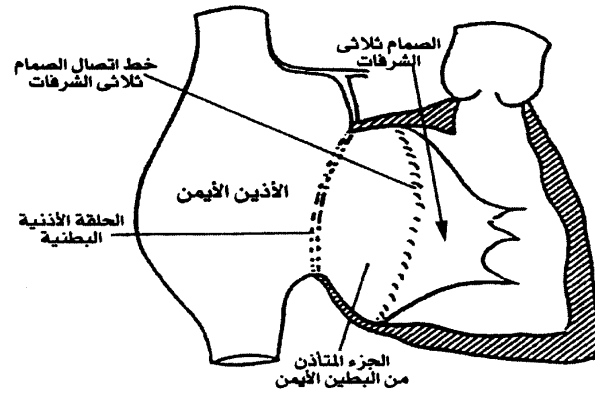 الصمام ثلاثى
الشرفات
خط اتصال الصمام
ثلاثى الشرفات
الأذين الأيمن
الحلقة الأذنية
البطنية
الجزء المتأذن
من البطين الأيمن